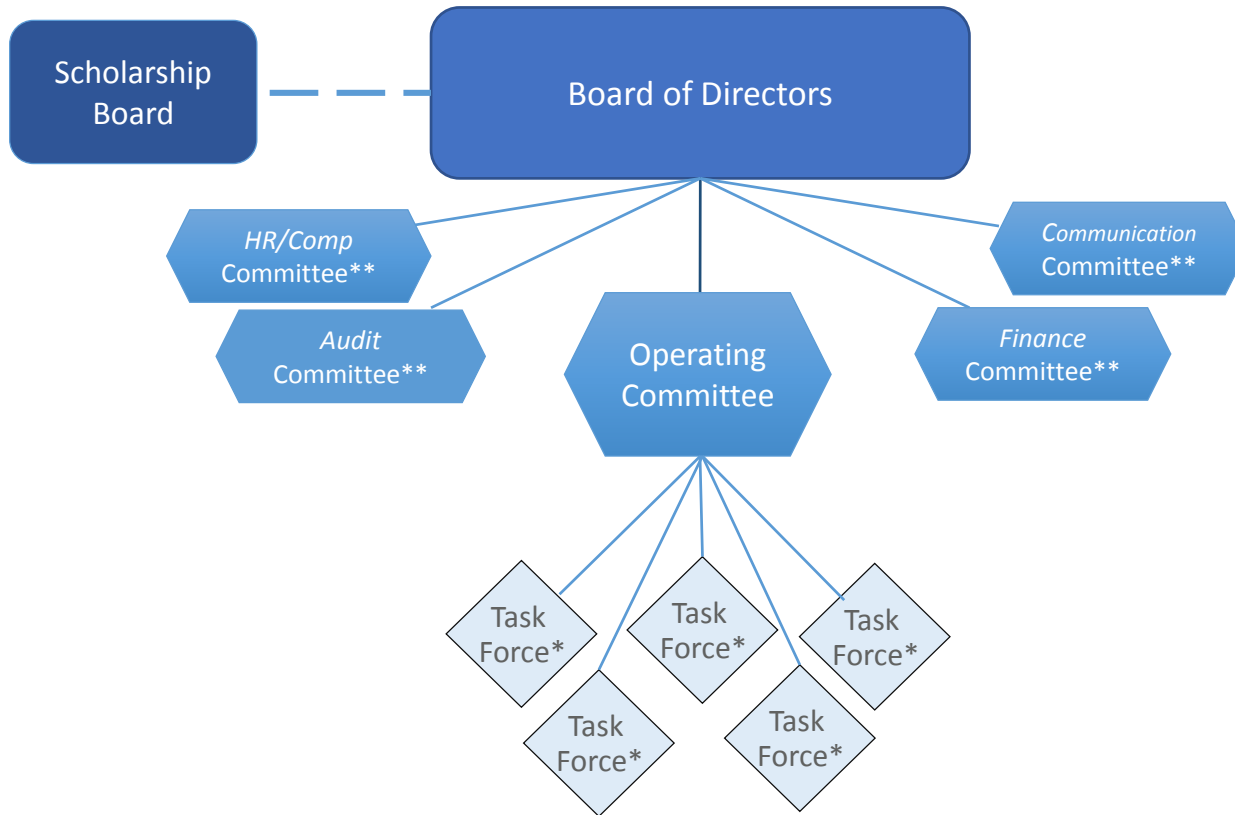 Scholarship
Board
Board of Directors
HR/Comp
Committee**
Communication
Committee**
Audit
Committee**
Operating
Committee
Finance
Committee**
Task
Force*
Task
Force*
Task
Force*
Task
Force*
Task
Force*